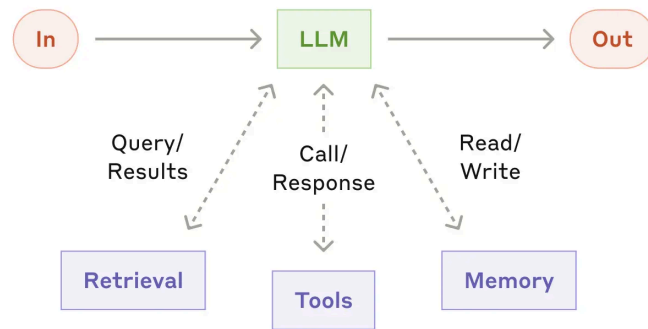 In
LLM
Out
Query/
Results
Call/
Response
Read/
Write
Retrieval
Tools
Memory